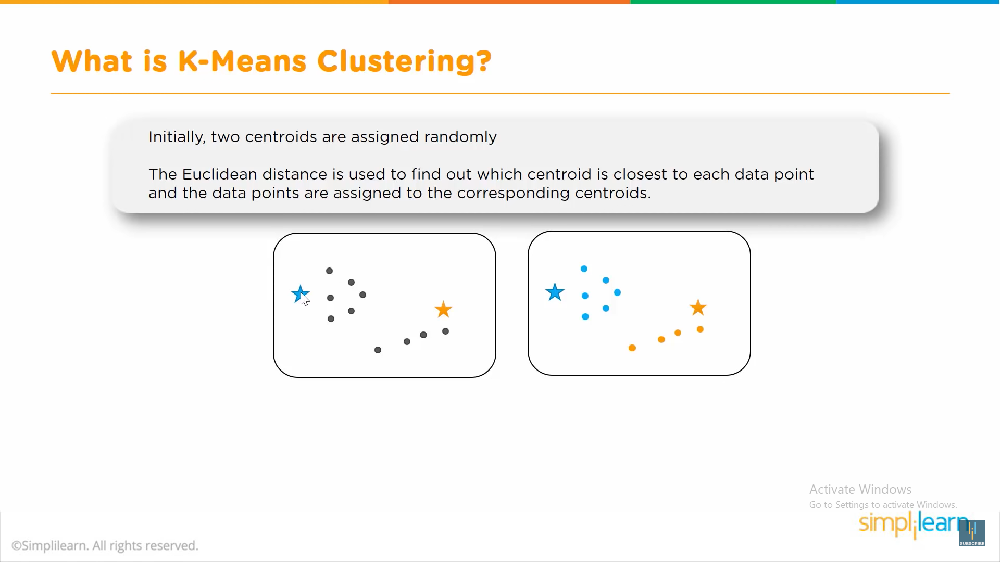 What is K-Means Clustering?
Initially, two centroids are assigned randomly
The Euclidean distance is used to find out which centroid is closest to each data point
and the data points are assigned to the corresponding centroids.
Activate Windows
Go to Settings to activate Windows.
simplilearn
SUBSCRIBE
©Simplilearn. All rights reserved.